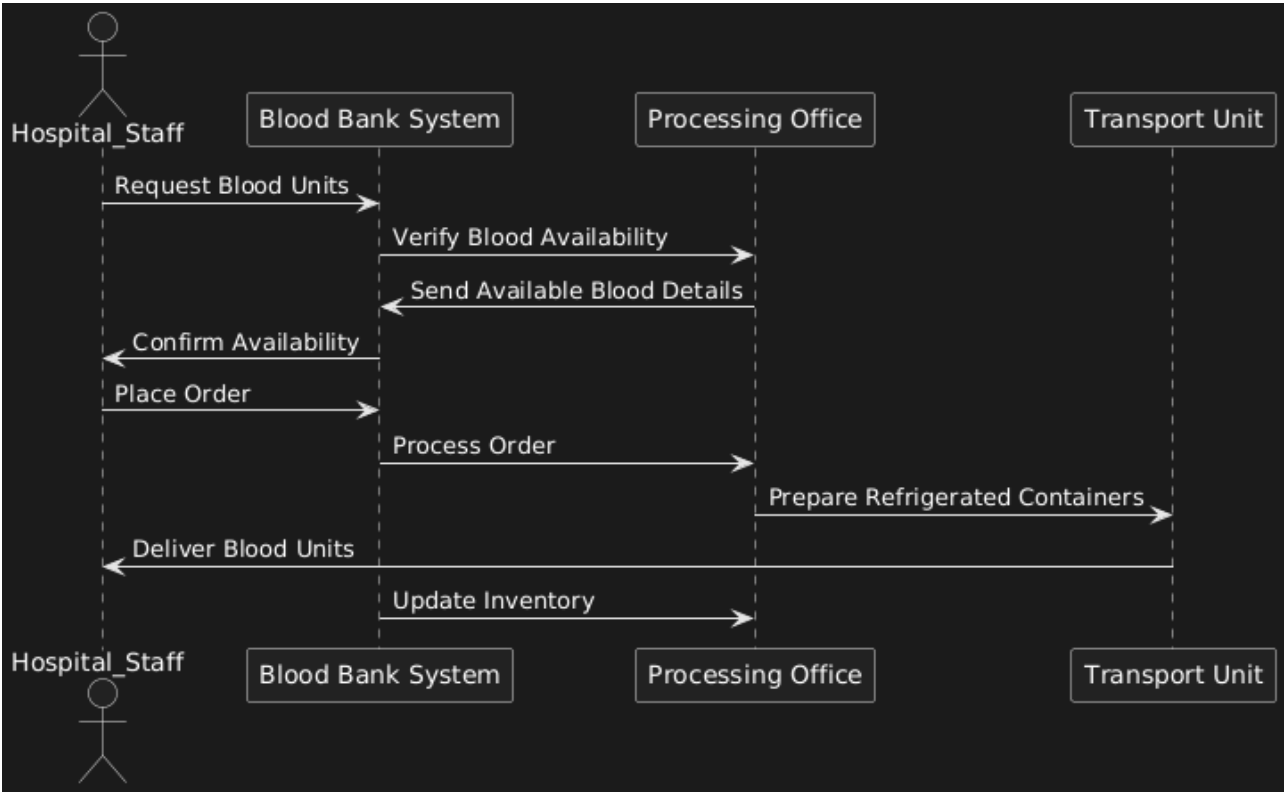 Hospital_Staff
Blood Bank System
Processing Office
Transport Unit
Request Blood Units
Verify Blood Availability
Send Available Blood Details
Confirm Availability
Place Order
Process Order
Prepare Refrigerated Containers
Deliver Blood Units
Update Inventory
Hospital_Staff
Blood Bank System
Processing Office
Transport Unit